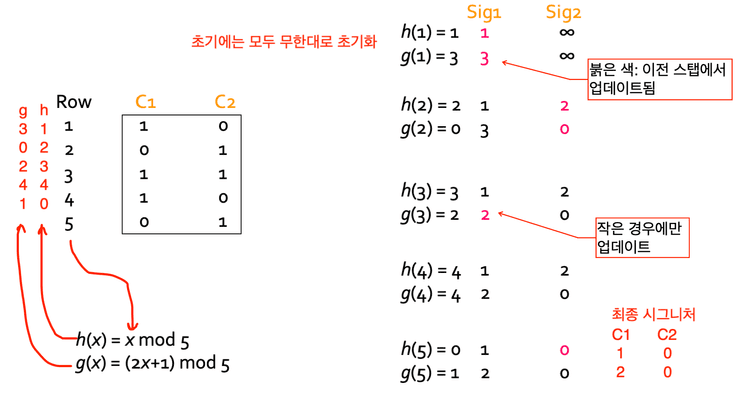 초기에는 모두 무한대로 초기화
Sig1 Sig2
h(1) = 1 1 ∞
g(1) = 3 3 ∞
붉은 색: 이전 스탭에서
업데이트됨
h(2) = 2 1 2
g(2) = 0 3 0
h(3) = 3 1 2
g(3) = 2 2 0
작은 경우에만
업데이트
h(4) = 4 1 2
g(4) = 4 2 0
h(5) = 0 1 0
g(5) = 1 2 0
최종 시그니처
C1 C2
1 0
2 0
g h Row C1 C2
3 1 1 1 0
0 2 2 0 1
2 3 3 1 1
4 4 4 1 0
1 0 5 0 1
h(x) = x mod 5
g(x) = (2x+1) mod 5